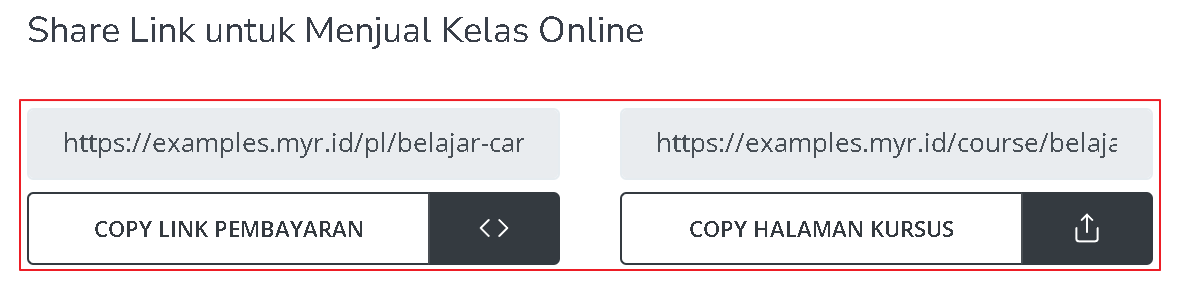 Share Link untuk Menjual Kelas Online
https://examples.myr.id/pl/belajar-car
https://examples.myr.id/course/belaja
COPY LINK PEMBAYARAN
COPY HALAMAN KURSUS